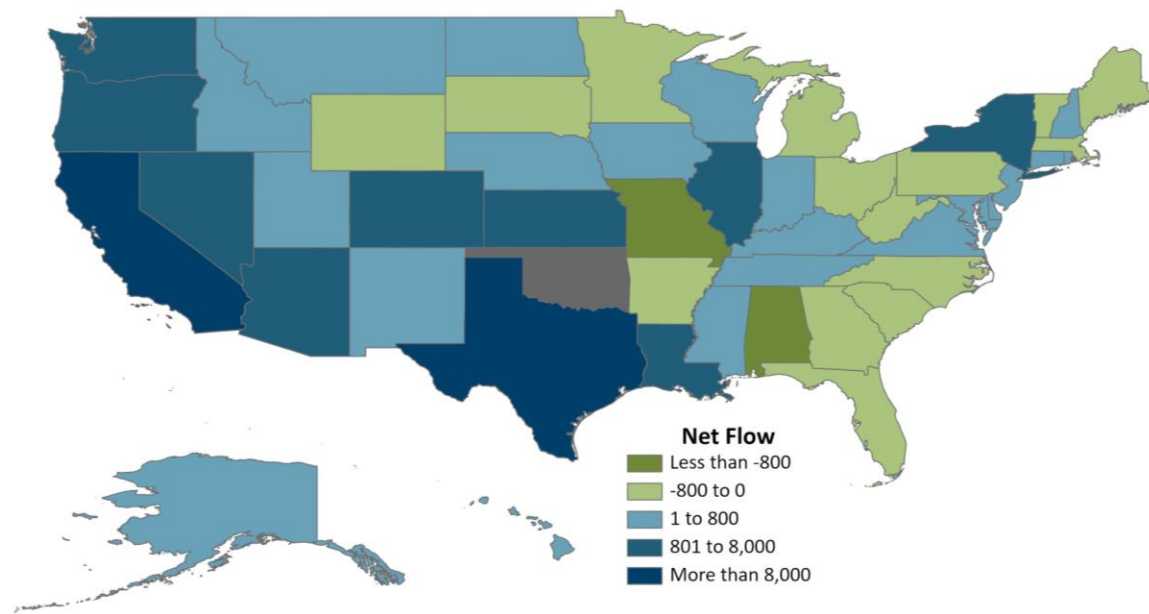 Net Flow
Less than -800
-800 to 0
1 to 800
801 to 8,000
More than 8,000